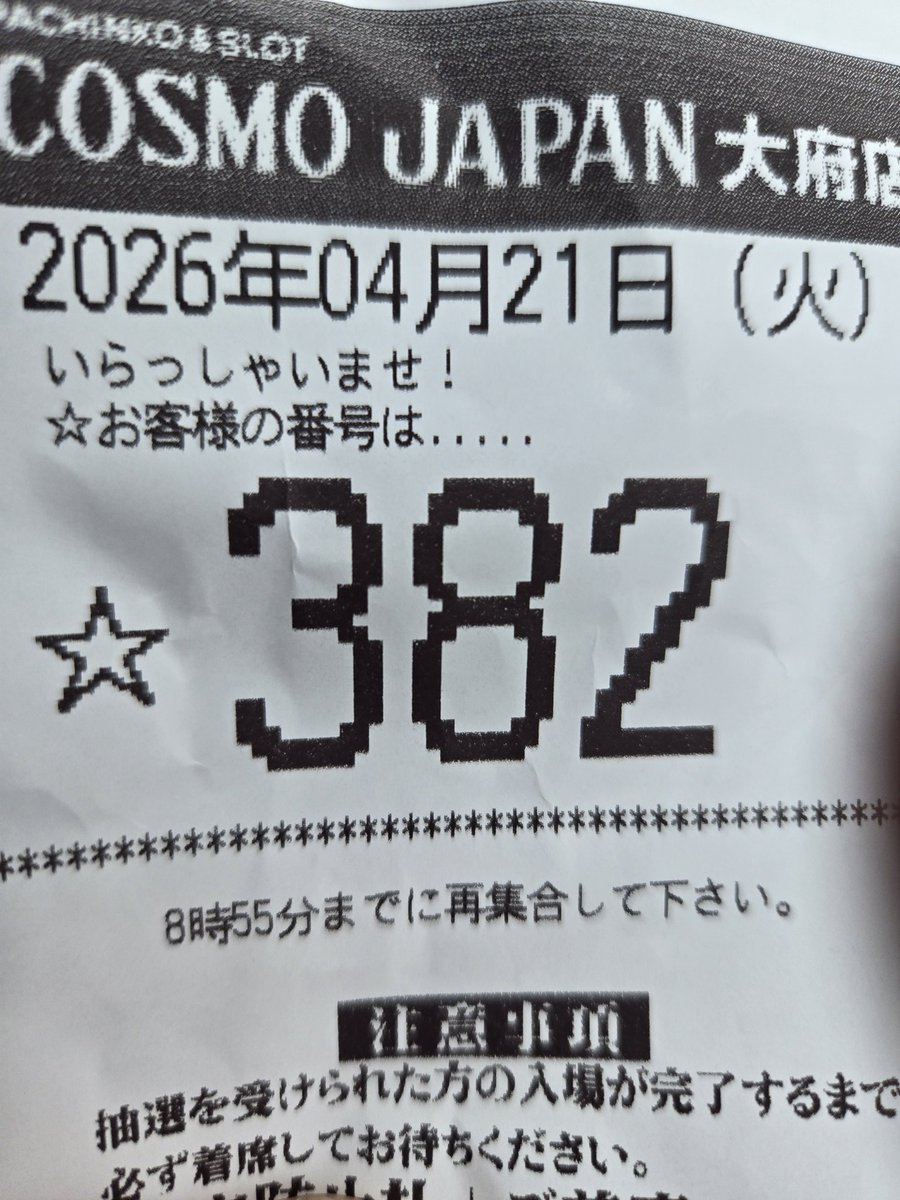 PACHINKO & SLOT
COSMO JAPAN 大府店
2026年04月21日 (火)
いらっしゃいませ!
☆お客様の番号は.....
☆ 382
************************************
8時55分までに再集合して下さい。
注意事項
抽選を受けられた方の入場が完了するまで
必ず着席してお待ちください。